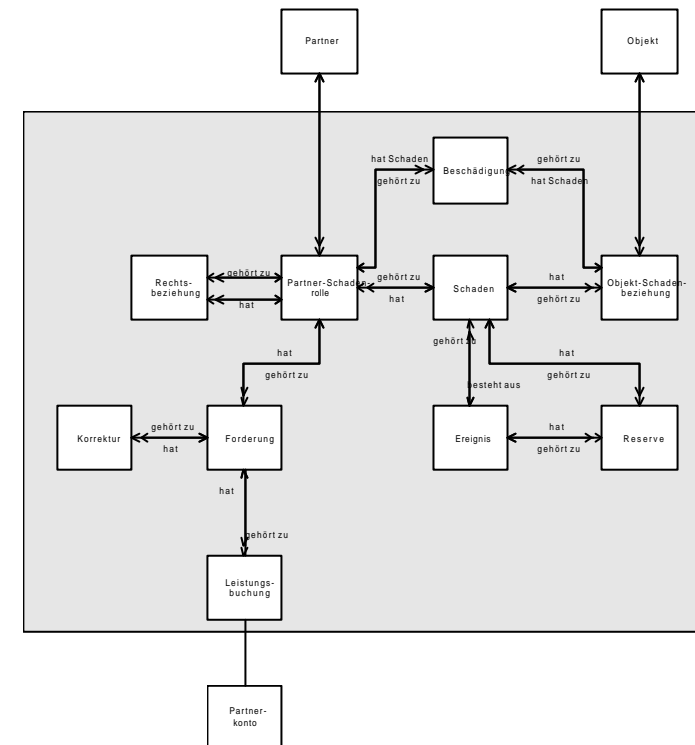 Partner
Objekt
hat Schaden
gehört zu
Beschädigung
gehört zu
hat Schaden
Rechts-
beziehung
gehört zu
hat
Partner-Schaden-
rolle
gehört zu
hat
Schaden
hat
gehört zu
Objekt-Schaden-
beziehung
hat
gehört zu
gehört zu
besteht aus
hat
gehört zu
Korrektur
gehört zu
hat
Forderung
Ereignis
hat
gehört zu
Reserve
hat
gehört zu
Leistungs-
buchung
Partner-
konto